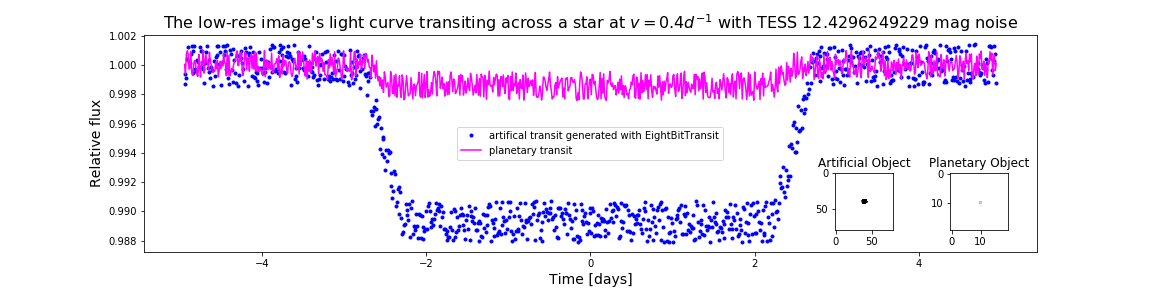 The low-res image's light curve transiting across a star at v = 0.4d⁻¹ with TESS 12.4296249229 mag noise
1.002
1.000
0.998
0.996
0.994
0.992
0.990
0.988
Relative flux
artifical transit generated with EightBitTransit
planetary transit
Artificial Object
0
50
0 50
Planetary Object
0
10
0 10
−4 −2 0 2 4
Time [days]